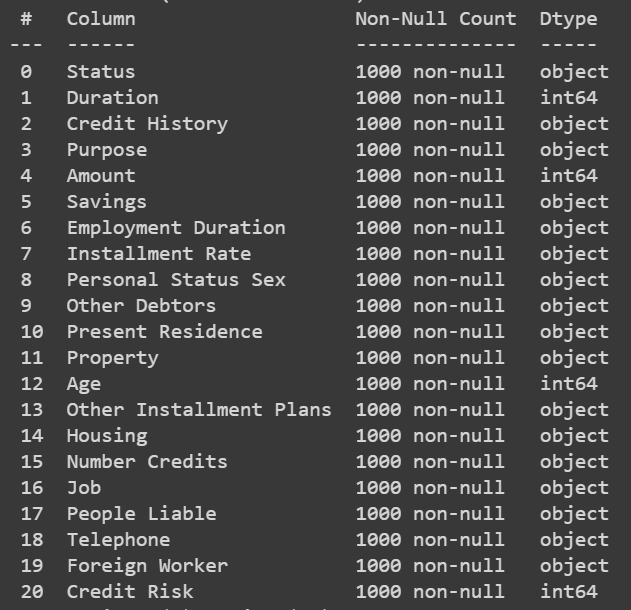 #   Column                   Non-Null Count  Dtype
---  ------                   --------------  -----
0   Status                   1000 non-null   object
1   Duration                 1000 non-null   int64
2   Credit History           1000 non-null   object
3   Purpose                  1000 non-null   object
4   Amount                   1000 non-null   int64
5   Savings                  1000 non-null   object
6   Employment Duration      1000 non-null   object
7   Installment Rate         1000 non-null   object
8   Personal Status Sex      1000 non-null   object
9   Other Debtors            1000 non-null   object
10  Present Residence        1000 non-null   object
11  Property                 1000 non-null   object
12  Age                      1000 non-null   int64
13  Other Installment Plans  1000 non-null   object
14  Housing                  1000 non-null   object
15  Number Credits           1000 non-null   object
16  Job                      1000 non-null   object
17  People Liable            1000 non-null   object
18  Telephone                1000 non-null   object
19  Foreign Worker           1000 non-null   object
20  Credit Risk              1000 non-null   int64